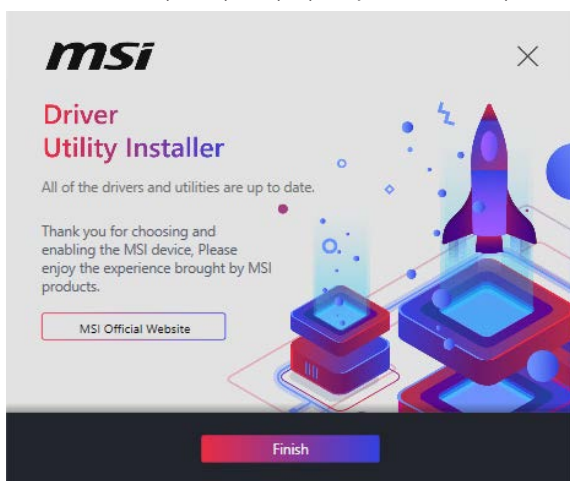 msi
Driver
Utility Installer
All of the drivers and utilities are up to date.
Thank you for choosing and
enabling the MSI device, Please
enjoy the experience brought by MSI
products.
MSI Official Website
Finish